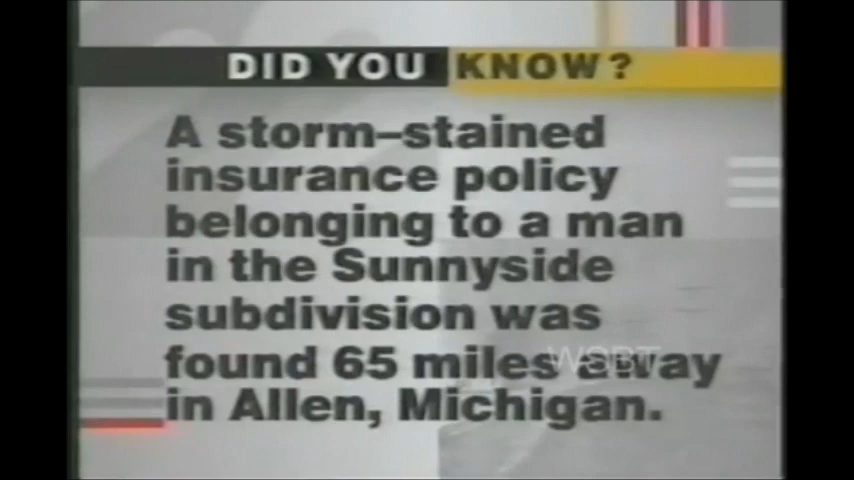 DID YOU KNOW?
A storm–stained
insurance policy
belonging to a man
in the Sunnyside
subdivision was
found 65 miles away
in Allen, Michigan.
WSBT